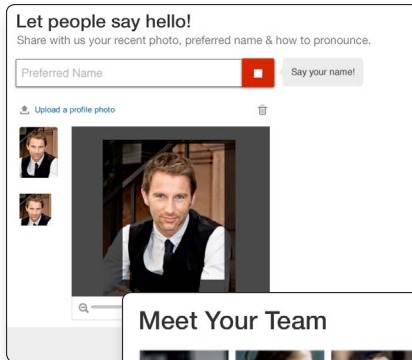 Let people say hello!
Share with us your recent photo, preferred name & how to pronounce.
Preferred Name
Say your name!
Upload a profile photo
Meet Your Team